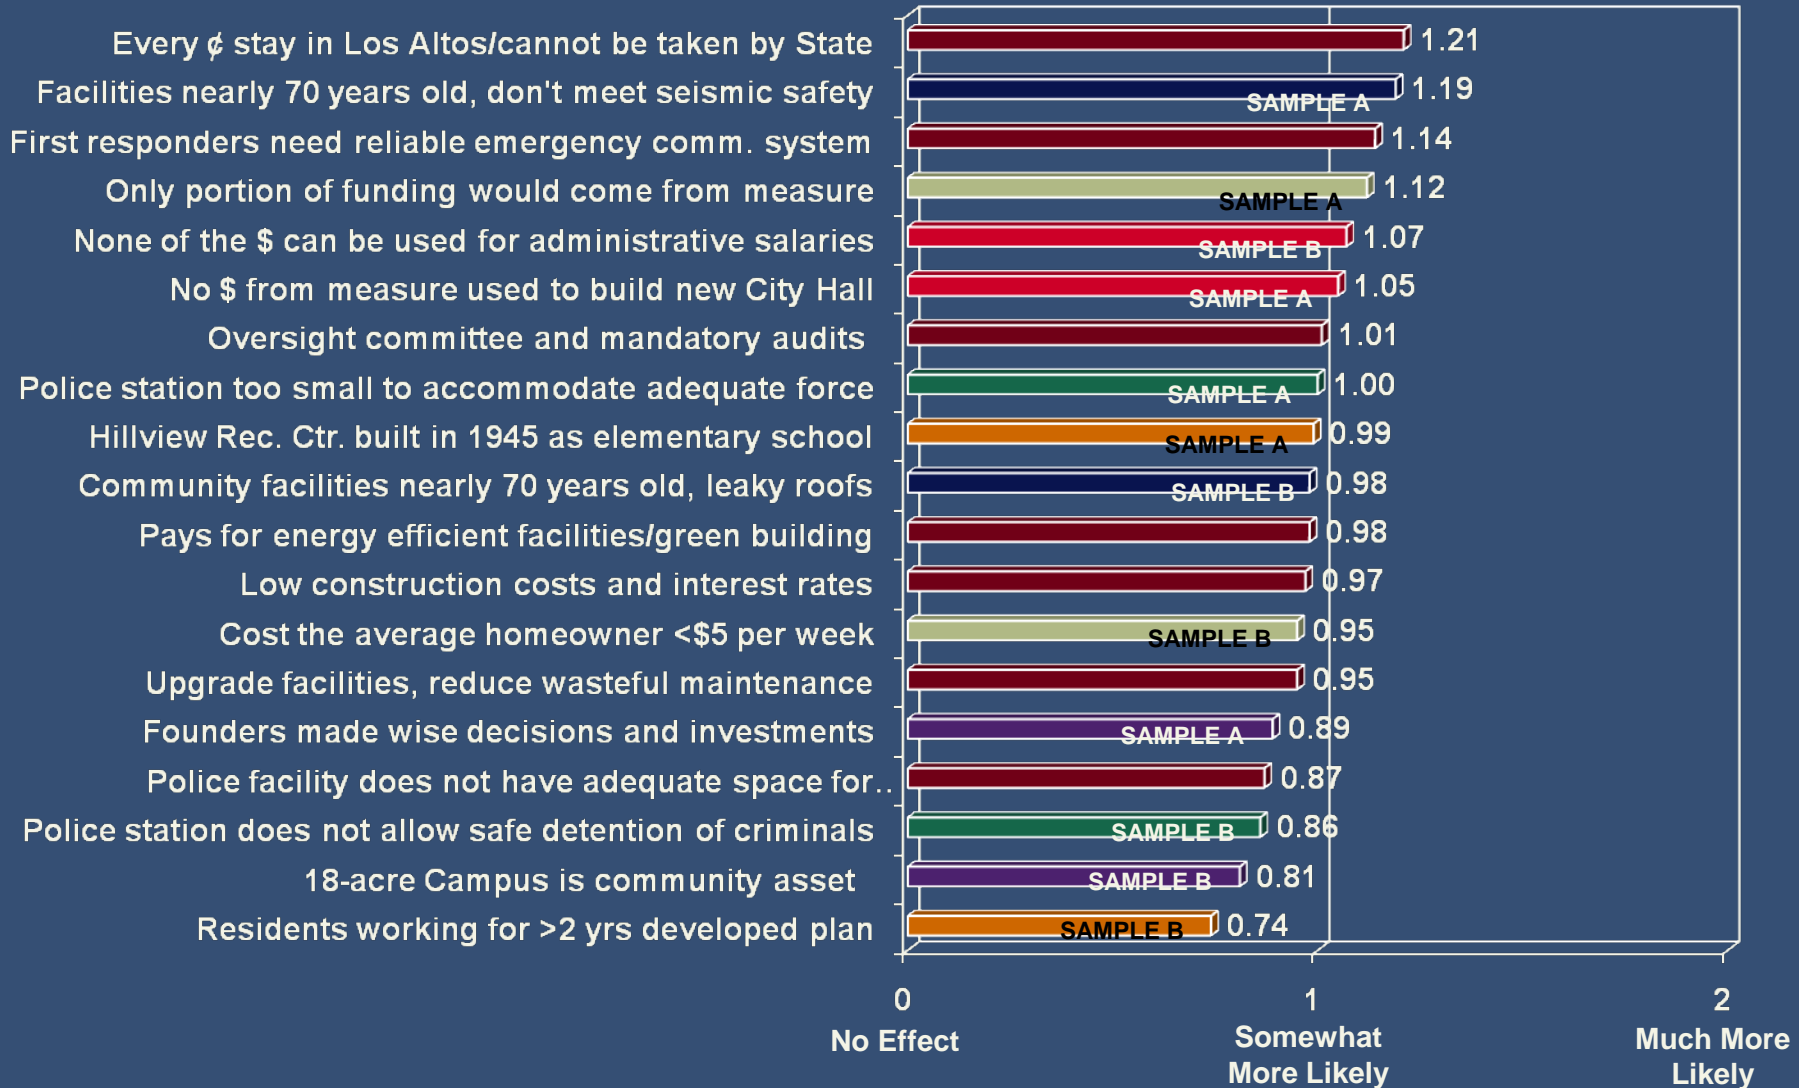 Every ¢ stay in Los Altos/cannot be taken by State 1.21
Facilities nearly 70 years old, don't meet seismic safety SAMPLE A 1.19
First responders need reliable emergency comm. system 1.14
Only portion of funding would come from measure SAMPLE A 1.12
None of the $ can be used for administrative salaries SAMPLE B 1.07
No $ from measure used to build new City Hall SAMPLE A 1.05
Oversight committee and mandatory audits 1.01
Police station too small to accommodate adequate force SAMPLE A 1.00
Hillview Rec. Ctr. built in 1945 as elementary school SAMPLE A 0.99
Community facilities nearly 70 years old, leaky roofs SAMPLE B 0.98
Pays for energy efficient facilities/green building 0.98
Low construction costs and interest rates 0.97
Cost the average homeowner <$5 per week SAMPLE B 0.95
Upgrade facilities, reduce wasteful maintenance 0.95
Founders made wise decisions and investments SAMPLE A 0.89
Police facility does not have adequate space for.. 0.87
Police station does not allow safe detention of criminals SAMPLE B 0.86
18-acre Campus is community asset SAMPLE B 0.81
Residents working for >2 yrs developed plan SAMPLE B 0.74
0 1 2
No Effect Somewhat Much More
More Likely Likely